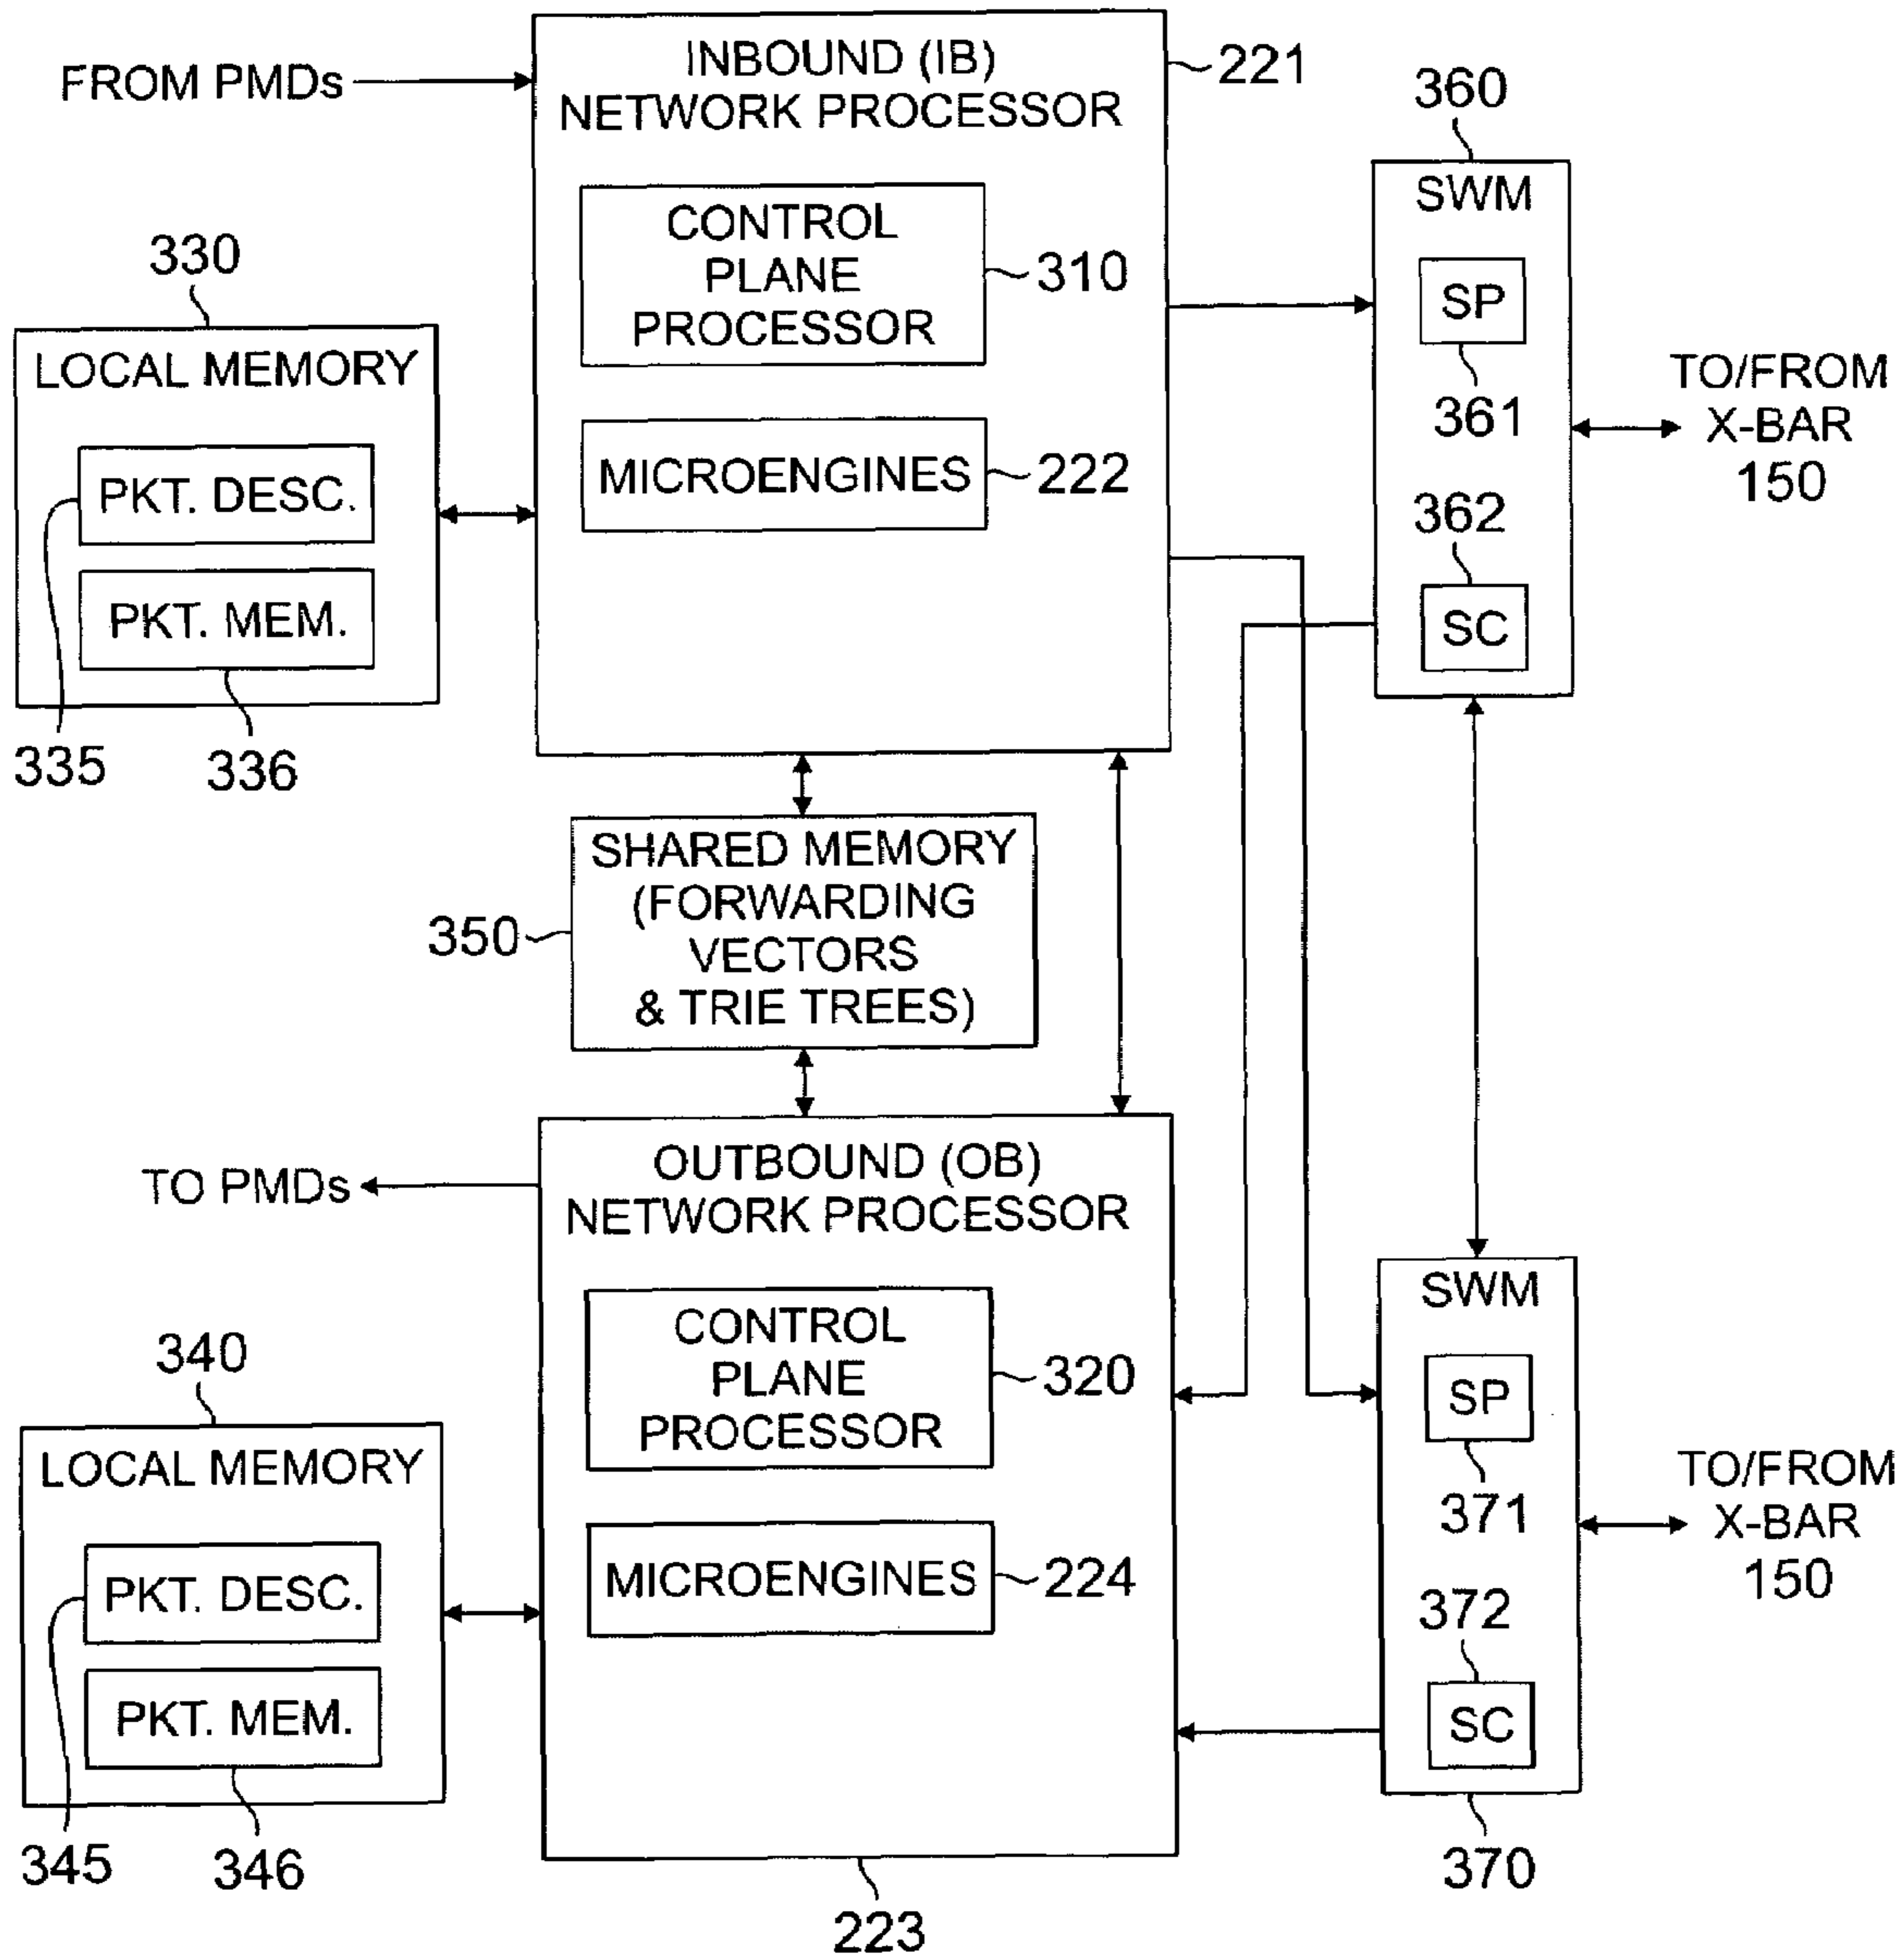 FROM PMDs
INBOUND (IB)
NETWORK PROCESSOR
221
CONTROL
PLANE
PROCESSOR
310
MICROENGINES
222
330
LOCAL MEMORY
PKT. DESC.
PKT. MEM.
335
336
360
SWM
SP
361
362
SC
TO/FROM
X-BAR
150
SHARED MEMORY
(FORWARDING
VECTORS
& TRIE TREES)
350
TO PMDs
OUTBOUND (OB)
NETWORK PROCESSOR
CONTROL
PLANE
PROCESSOR
320
MICROENGINES
224
223
340
LOCAL MEMORY
PKT. DESC.
PKT. MEM.
345
346
SWM
SP
371
372
SC
370
TO/FROM
X-BAR
150